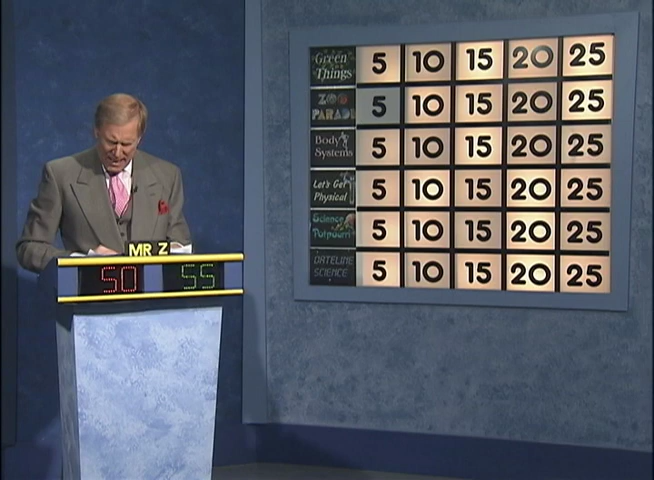 Green Things 5 10 15 20 25
ZOO PARADE 5 10 15 20 25
Body Systems 5 10 15 20 25
Let's Get Physical 5 10 15 20 25
Science Potpourri 5 10 15 20 25
DATELINE SCIENCE 5 10 15 20 25
MR Z
50 55